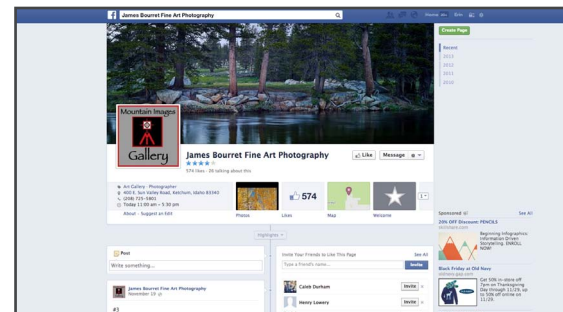 James Bourret Fine Art Photography
Create Page
Recent
2013
2012
2011
2010
Mountain Images
Gallery
James Bourret Fine Art Photography
Like
Message
574 likes · 38 talking about this
Art Gallery · Photographer
400 E. Sun Valley Road, Ketchum, Idaho 83340
(208) 725-5801
Today 11:00 am - 5:30 pm
About - Suggest an Edit
574
Photos
Likes
Map
Welcome
Highlights
Post
Write something...
James Bourret Fine Art Photography
November 19
#3
Invite Your Friends to Like This Page
See All
Type a friend's name...
Invite
Caleb Durham
Invite
Henry Lowery
Invite
Sponsored
See All
20% OFF Discount: PENCILS
Beginning Infographics:
Information Driven
Storytelling. ENROLL
NOW!
Black Friday at Old Navy
oldnavy.gap.com
Get 50% in-store off
7pm on Thanksgiving
Day through 11/29, up
to 50% off online on
11/29.